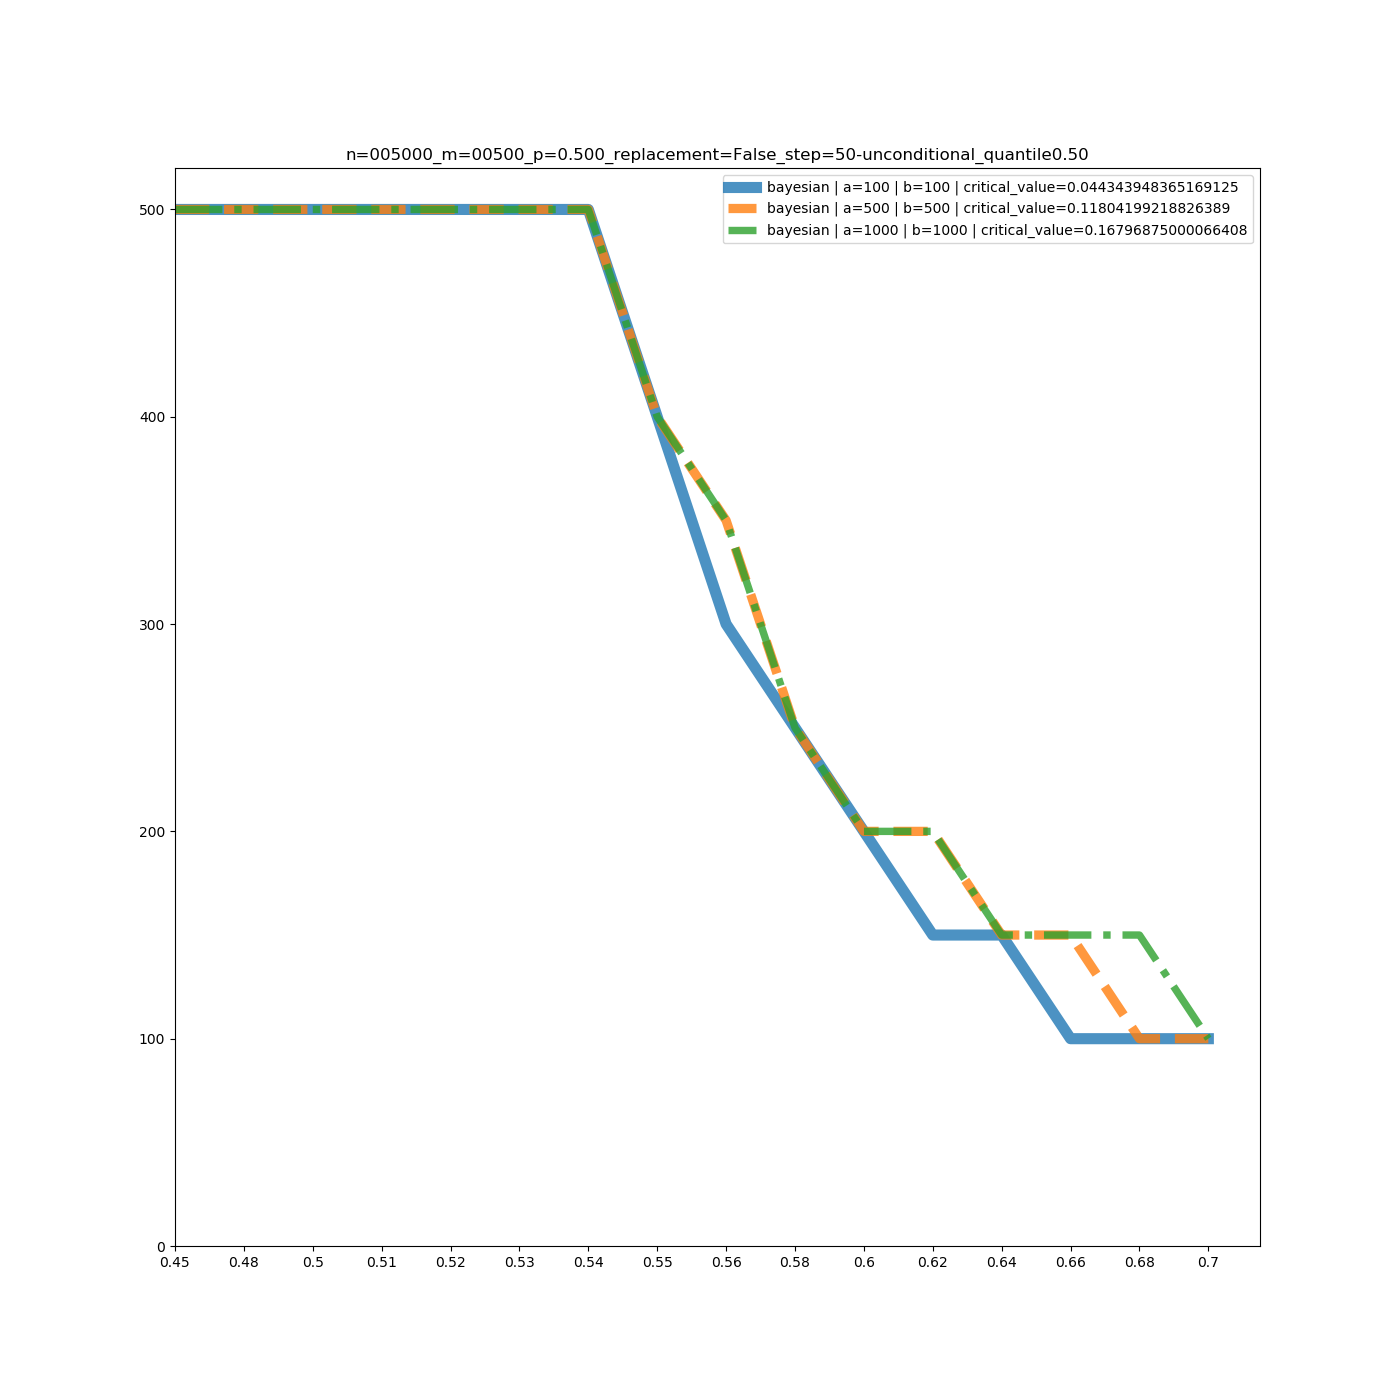 n=005000_m=00500_p=0.500_replacement=False_step=50-unconditional_quantile0.50
bayesian | a=100 | b=100 | critical_value=0.044343948365169125
bayesian | a=500 | b=500 | critical_value=0.11804199218826389
bayesian | a=1000 | b=1000 | critical_value=0.16796875000066408
500
400
300
200
100
0
0.45 0.48 0.5 0.51 0.52 0.53 0.54 0.55 0.56 0.58 0.6 0.62 0.64 0.66 0.68 0.7